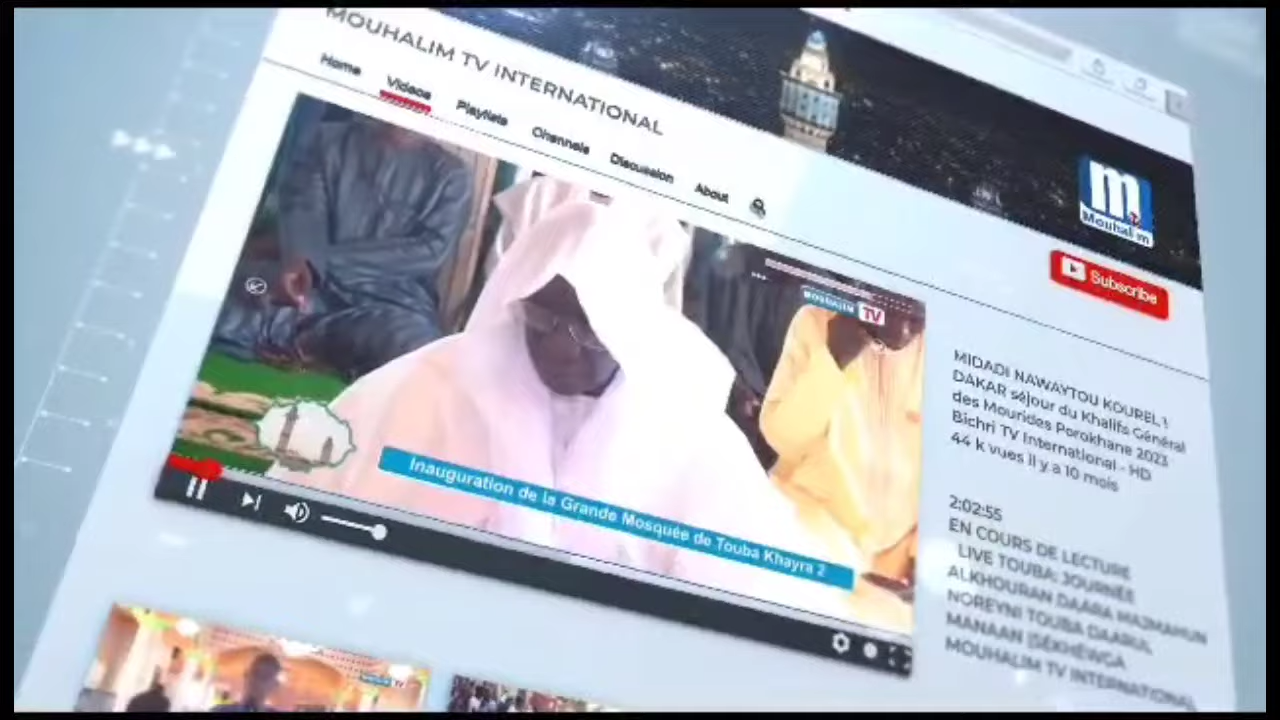 MOUHALIM TV INTERNATIONAL
Home Videos Playlists Channels Discussion About
m
Mouhalim
Subscribe
MOUHALIM TV
Inauguration de la Grande Mosquée de Touba Khayra 2
MIDADI NAWAYTOU KOUREL 1
DAKAR séjour du Khalifs Général
des Mourides Porokhane 2023
Bichri TV International - HD
44 k vues il y a 10 mois
2:02:55
EN COURS DE LECTURE
LIVE TOUBA: JOURNÉE
ALKHOURAN DAARA MAJMAHUN
NOREYNI TOUBA DAARUL
MANAAN (SÉKHÉWGA
MOUHALIM TV INTERNATIONAL